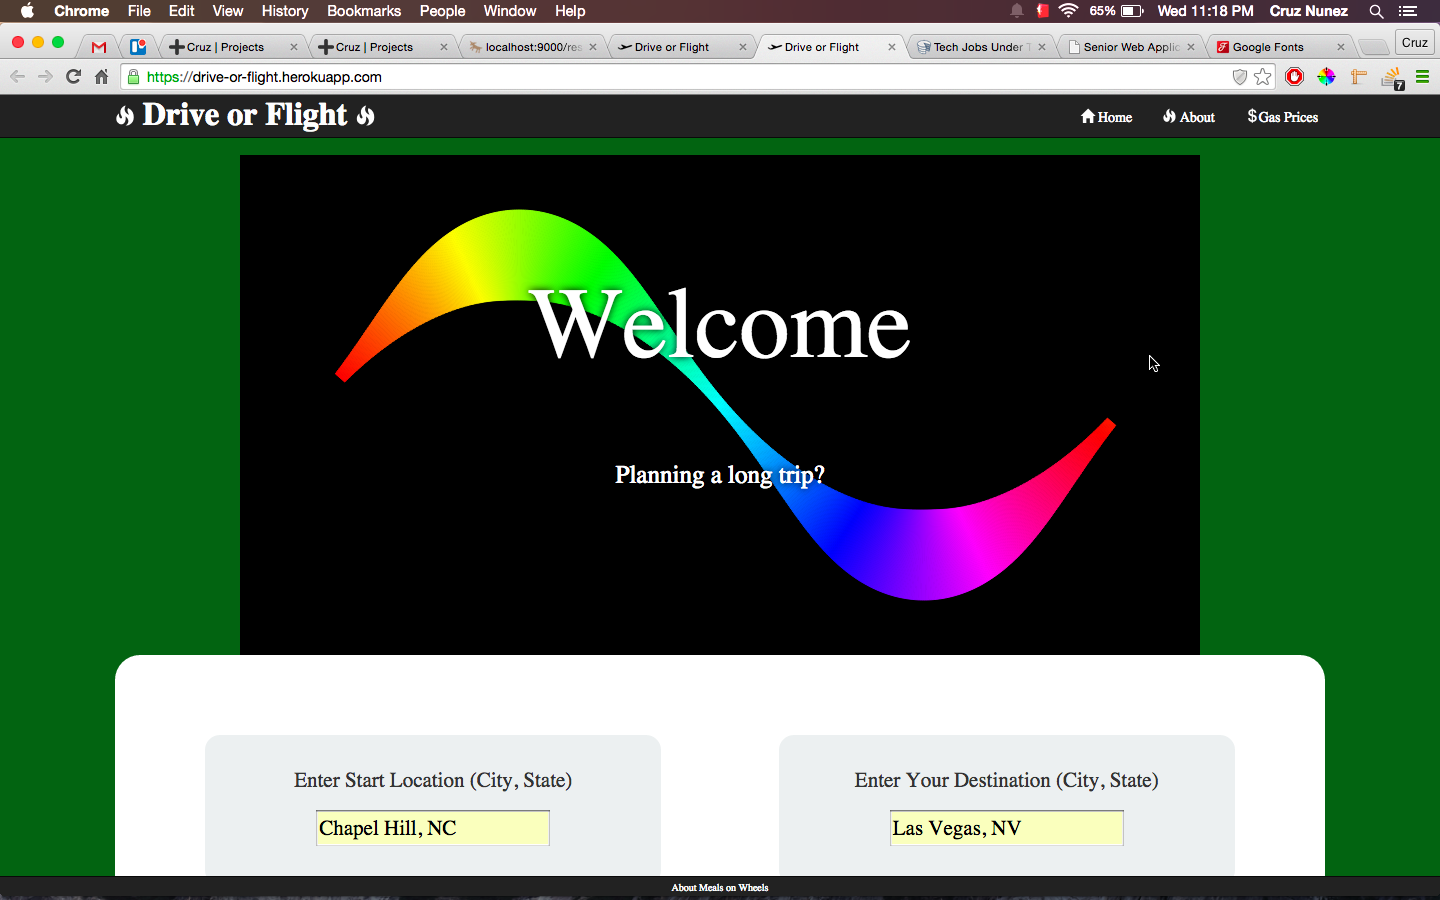 Chrome File Edit View History Bookmarks People Window Help 65% Wed 11:18 PM Cruz Nunez
Cruz | Projects Cruz | Projects localhost:9000/res Drive or Flight Drive or Flight Tech Jobs Under T Senior Web Applic Google Fonts Cruz
https://drive-or-flight.herokuapp.com 7
Drive or Flight Home About $Gas Prices
Welcome
Planning a long trip?
Enter Start Location (City, State) Enter Your Destination (City, State)
Chapel Hill, NC Las Vegas, NV
About Meals on Wheels